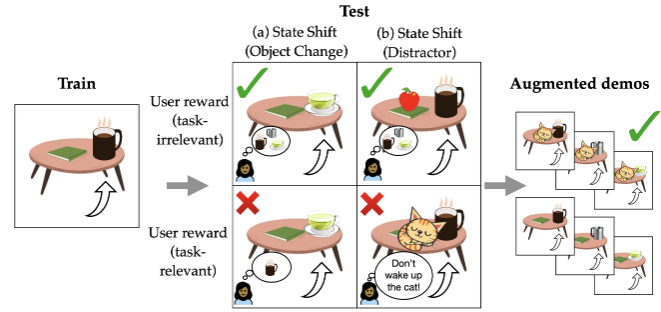 Test
(a) State Shift
(Object Change)
(b) State Shift
(Distractor)
Train
User reward
(task-
irrelevant)
Augmented demos
User reward
(task-
relevant)
Don't
wake up
the cat!